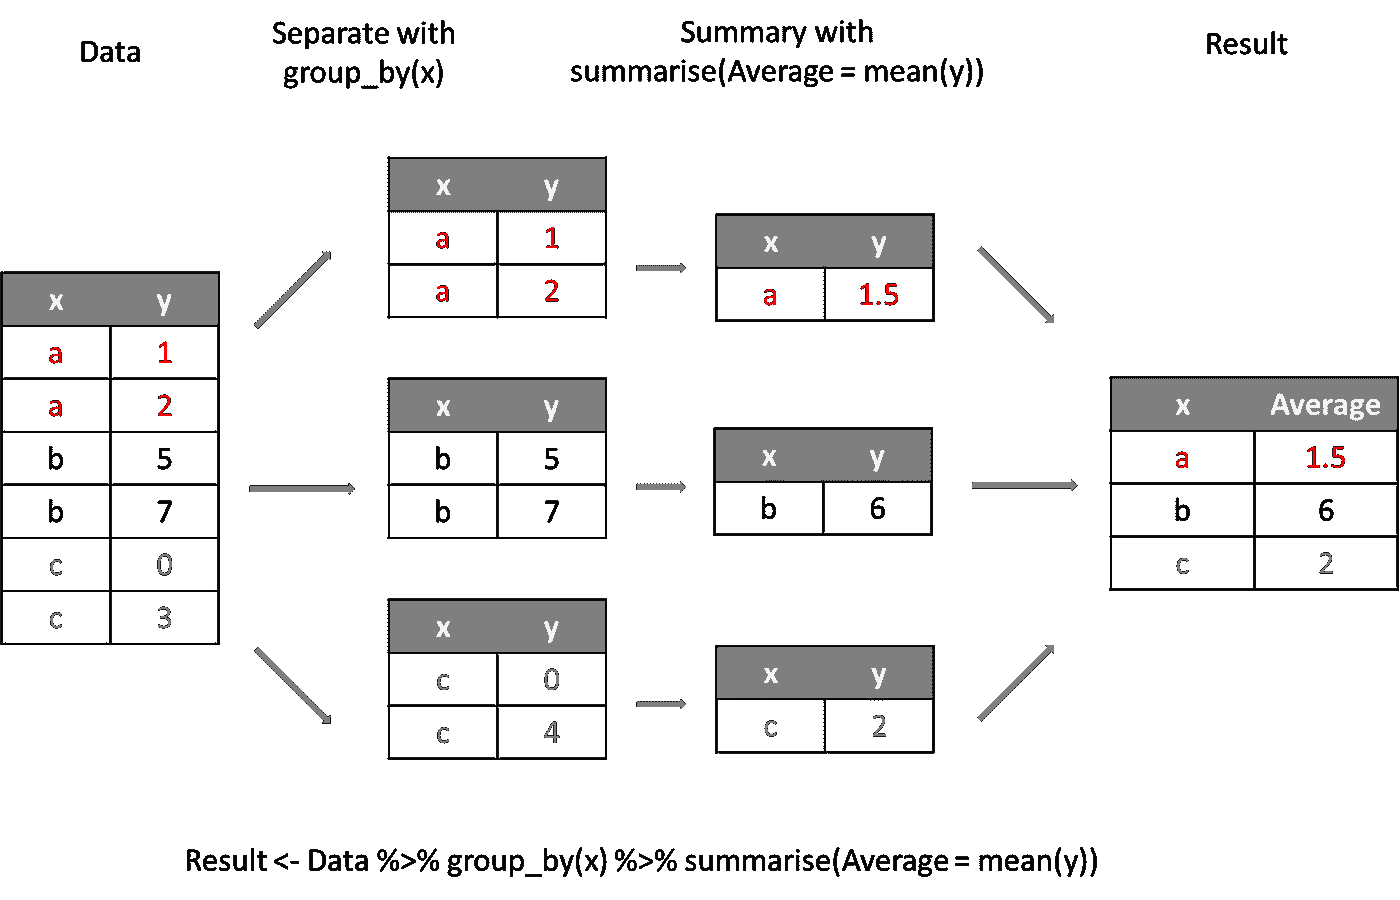 Data
Separate with
group_by(x)
Summary with
summarise(Average = mean(y))
Result
x y
a 1
a 2
b 5
b 7
c 0
c 3
x y
a 1
a 2
x y
b 5
b 7
x y
c 0
c 4
x y
a 1.5
x y
b 6
x y
c 2
x Average
a 1.5
b 6
c 2
Result <- Data %>% group_by(x) %>% summarise(Average = mean(y))